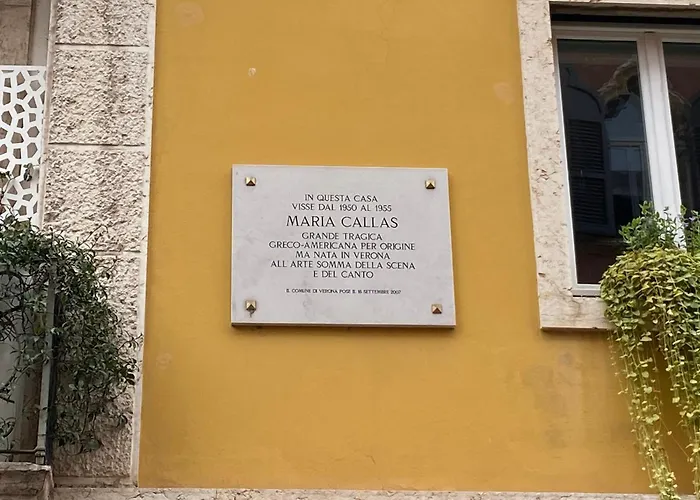 IN QUESTA CASA
VISSE DAL 1950 AL 1955
MARIA CALLAS
GRANDE TRAGICA
GRECO-AMERICANA PER ORIGINE
MA NATA IN VERONA
ALL'ARTE SOMMA DELLA SCENA
E DEL CANTO
IL COMUNE DI VERONA POSE IL 16 SETTEMBRE 2007